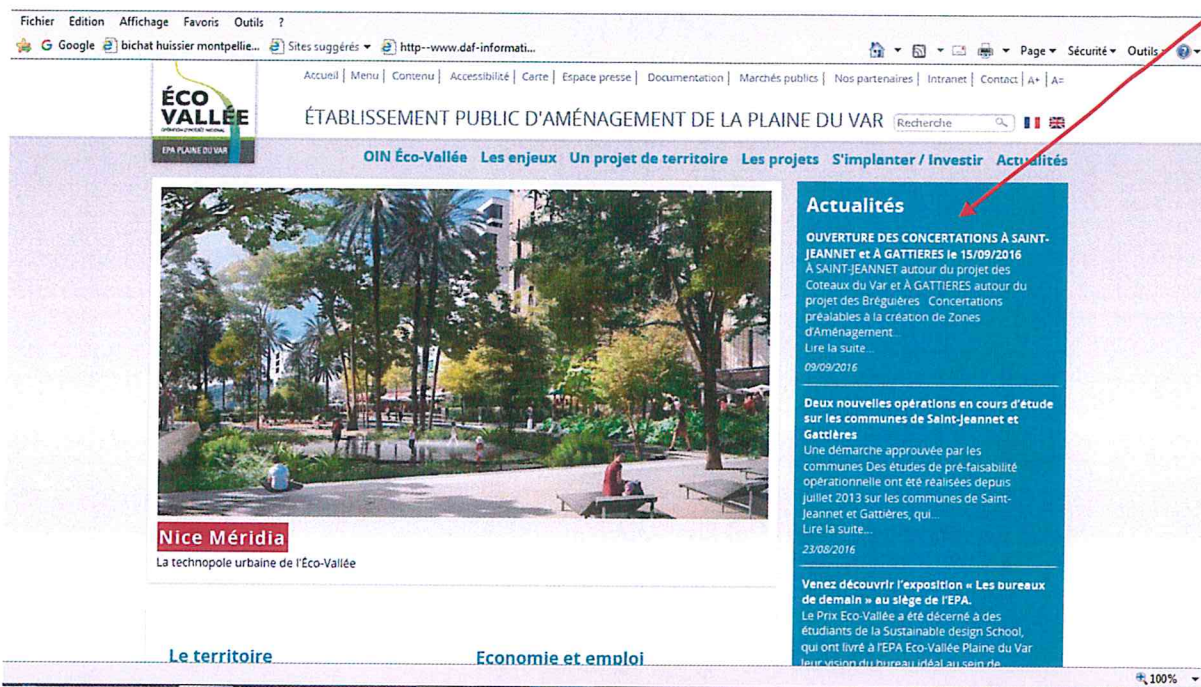 Fichier Edition Affichage Favoris Outils ?
Google bichat huissier montpellie... Sites suggérés http--www.daf-informati... Page Sécurité Outils
Accueil | Menu | Contenu | Accessibilité | Carte | Espace presse | Documentation | Marchés publics | Nos partenaires | Intranet | Contact | A+ | A=
ÉCO
VALLÉE
EPA PLAINE DU VAR
ÉTABLISSEMENT PUBLIC D'AMÉNAGEMENT DE LA PLAINE DU VAR Recherche
OIN Éco-Vallée Les enjeux Un projet de territoire Les projets S'implanter / Investir Actualités
Nice Méridia
La technopole urbaine de l'Éco-Vallée
Le territoire
Economie et emploi
Actualités
OUVERTURE DES CONCERTATIONS À SAINT-
JEANNET et À GATTIERES le 15/09/2016
À SAINT-JEANNET autour du projet des
Coteaux du Var et À GATTIERES autour du
projet des Bréguières Concertations
préalables à la création de Zones
d'Aménagement...
Lire la suite...
09/09/2016
Deux nouvelles opérations en cours d'étude
sur les communes de Saint-Jeannet et
Gattières
Une démarche approuvée par les
communes Des études de pré-faisabilité
opérationnelle ont été réalisées depuis
juillet 2013 sur les communes de Saint-
Jeannet et Gattières, qui...
Lire la suite...
23/08/2016
Venez découvrir l'exposition « Les bureaux
de demain » au siège de l'EPA.
Le Prix Eco-Vallée a été décerné à des
étudiants de la Sustainable design School,
qui ont livré à l'EPA Eco-Vallée Plaine du Var
leur vision du bureau idéal au sein de
100%